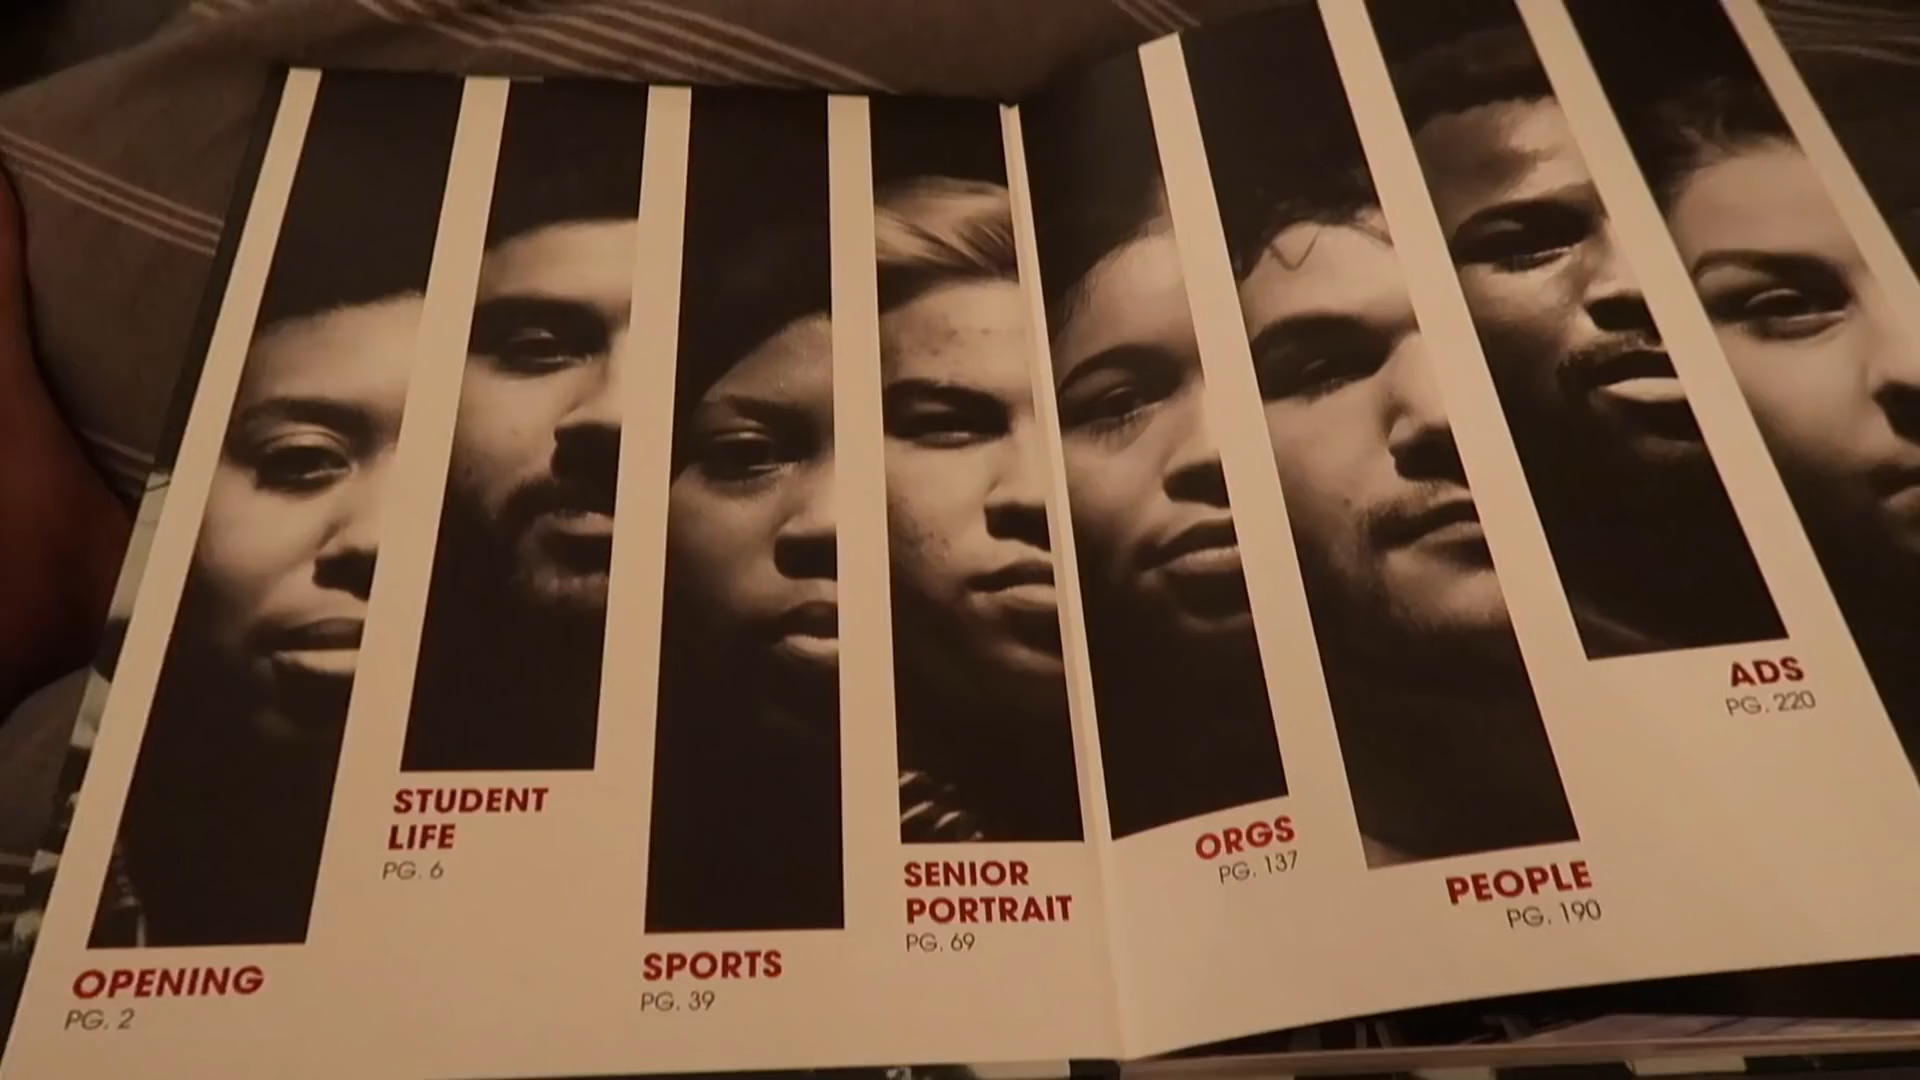 OPENING
PG. 2
STUDENT
LIFE
PG. 6
SPORTS
PG. 39
SENIOR
PORTRAIT
PG. 69
ORGS
PG. 137
PEOPLE
PG. 190
ADS
PG. 220